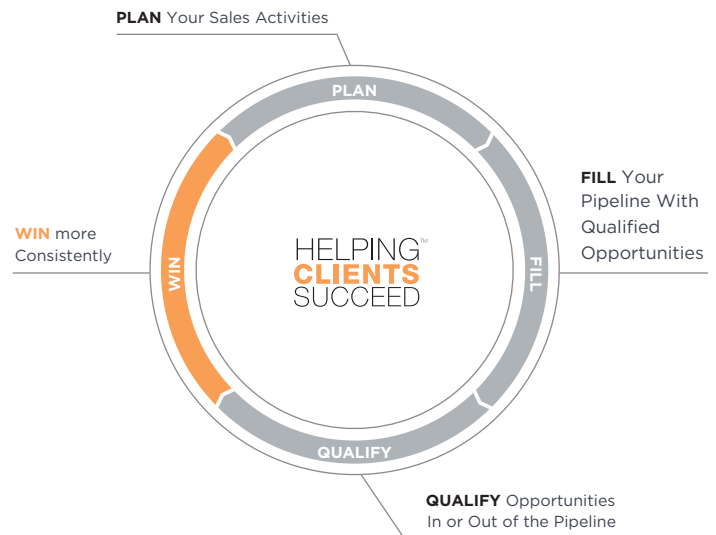 PLAN Your Sales Activities
PLAN
FILL Your
Pipeline With
Qualified
Opportunities
WIN more
Consistently
WIN
HELPING™
CLIENTS
SUCCEED
FILL
QUALIFY
QUALIFY Opportunities
In or Out of the Pipeline